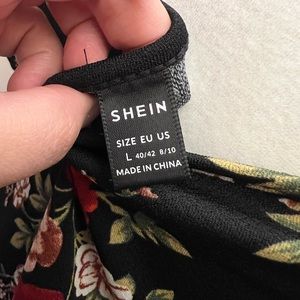 SHEIN
SIZE EU US
L 40/42 8/10
MADE IN CHINA